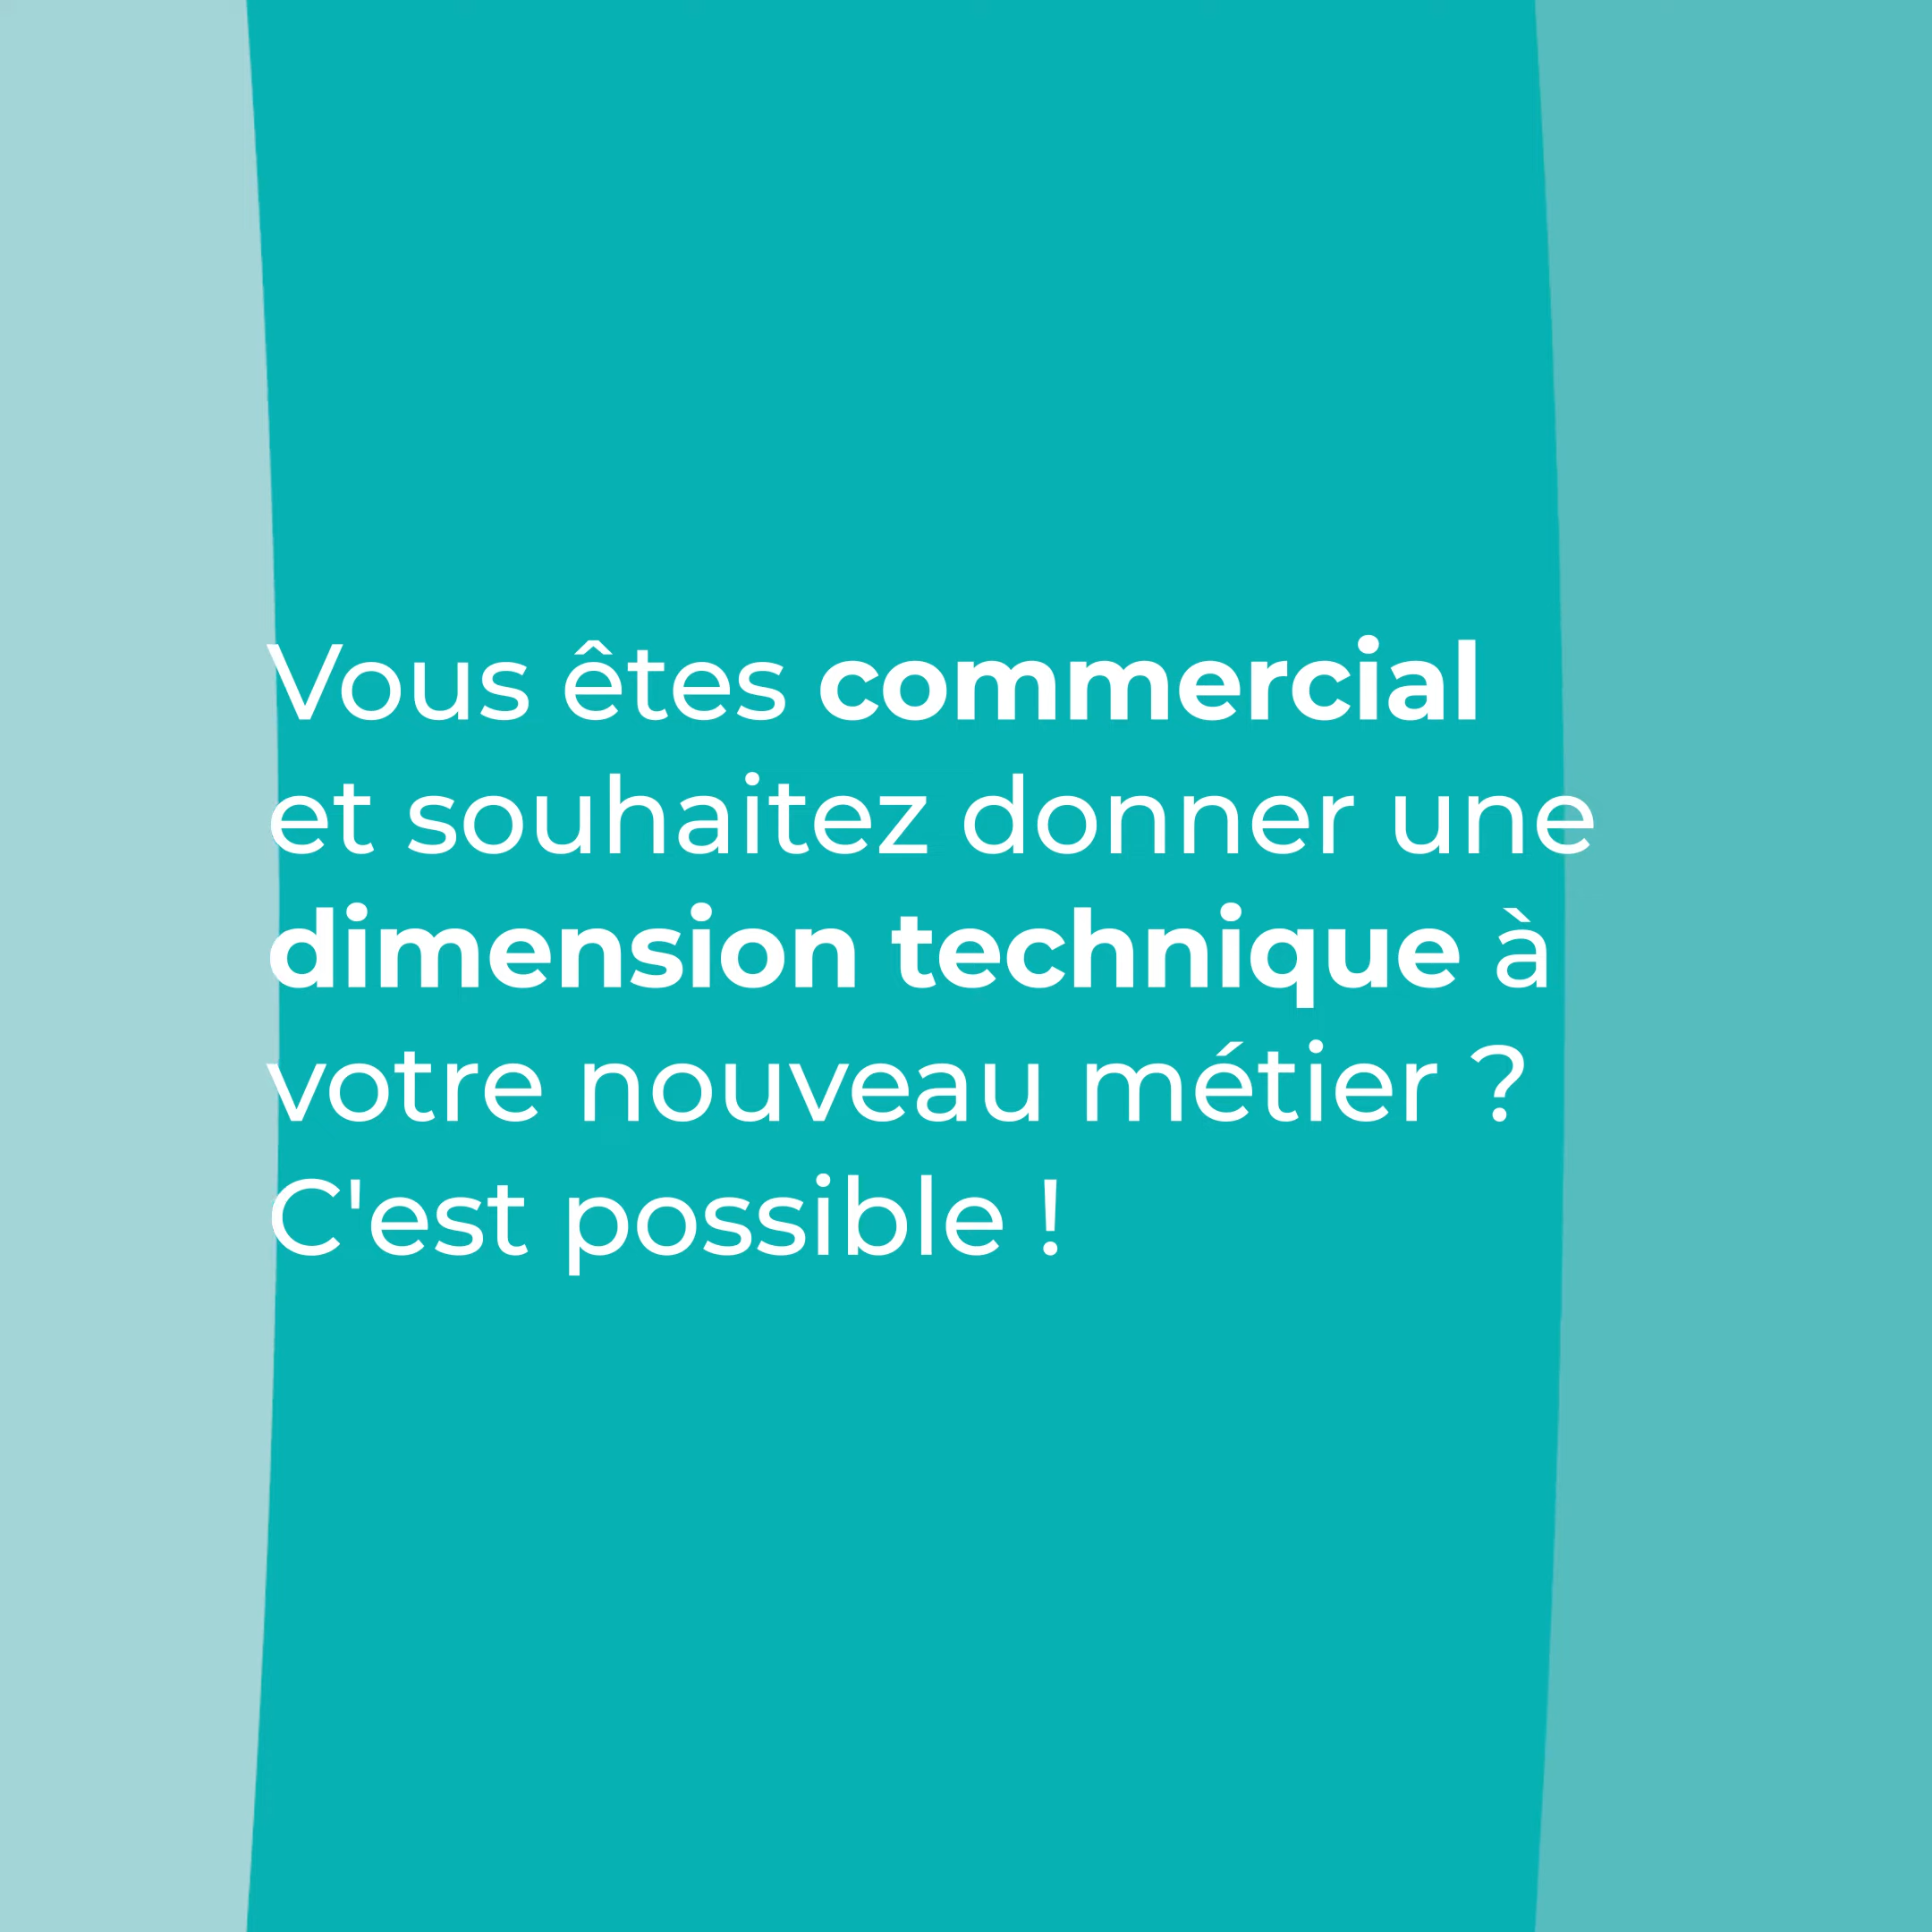 Vous êtes commercial
et souhaitez donner une
dimension technique à
votre nouveau métier ?
C'est possible !